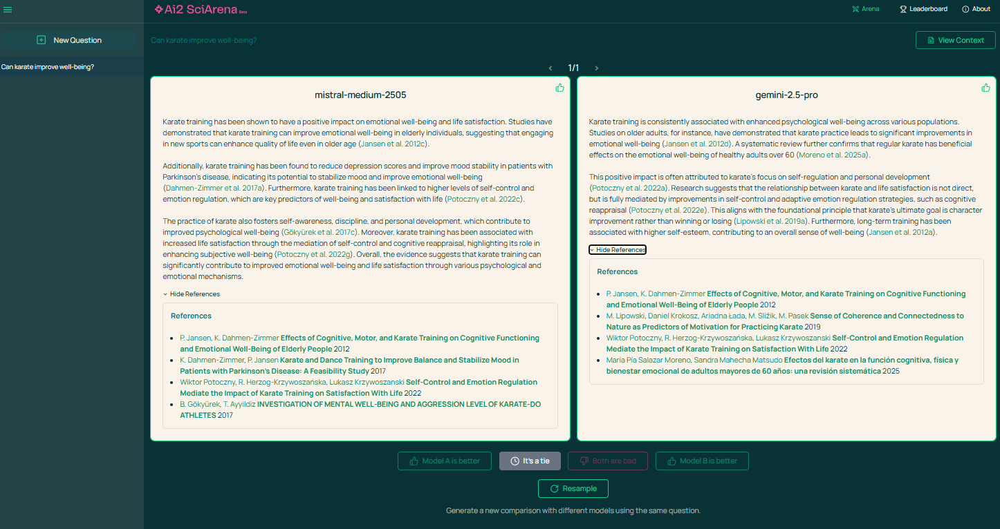 Ai2 SciArena Beta
Arena
Leaderboard
About
New Question
Can karate improve well-being?
Can karate improve well-being?
View Context
1/1
mistral-medium-2505
Karate training has been shown to have a positive impact on emotional well-being and life satisfaction. Studies have
demonstrated that karate training can improve emotional well-being in elderly individuals, suggesting that engaging
in new sports can enhance quality of life even in older age (Jansen et al. 2012c).
Additionally, karate training has been found to reduce depression scores and improve mood stability in patients with
Parkinson's disease, indicating its potential to stabilize mood and improve emotional well-being
(Dahmen-Zimmer et al. 2017a). Furthermore, karate training has been linked to higher levels of self-control and
emotion regulation, which are key predictors of well-being and satisfaction with life (Potoczny et al. 2022c).
The practice of karate also fosters self-awareness, discipline, and personal development, which contribute to
improved psychological well-being (Gökyürek et al. 2017c). Moreover, karate training has been associated with
increased life satisfaction through the mediation of self-control and cognitive reappraisal, highlighting its role in
enhancing subjective well-being (Potoczny et al. 2022g). Overall, the evidence suggests that karate training can
significantly contribute to improved emotional well-being and life satisfaction through various psychological and
emotional mechanisms.
Hide References
References
P. Jansen, K. Dahmen-Zimmer Effects of Cognitive, Motor, and Karate Training on Cognitive Functioning
and Emotional Well-Being of Elderly People 2012
K. Dahmen-Zimmer, P. Jansen Karate and Dance Training to Improve Balance and Stabilize Mood in
Patients with Parkinson's Disease: A Feasibility Study 2017
Wiktor Potoczny, R. Herzog-Krzywoszańska, Lukasz Krzywoszanski Self-Control and Emotion Regulation
Mediate the Impact of Karate Training on Satisfaction With Life 2022
B. Gökyürek, T. Ayyildiz INVESTIGATION OF MENTAL WELL-BEING AND AGGRESSION LEVEL OF KARATE-DO
ATHLETES 2017
gemini-2.5-pro
Karate training is consistently associated with enhanced psychological well-being across various populations.
Studies on older adults, for instance, have demonstrated that karate practice leads to significant improvements in
emotional well-being (Jansen et al. 2012d). A systematic review further confirms that regular karate has beneficial
effects on the emotional well-being of healthy adults over 60 (Moreno et al. 2025a).
This positive impact is often attributed to karate's focus on self-regulation and personal development
(Potoczny et al. 2022a). Research suggests that the relationship between karate and life satisfaction is not direct,
but is fully mediated by improvements in self-control and adaptive emotion regulation strategies, such as cognitive
reappraisal (Potoczny et al. 2022e). This aligns with the foundational principle that karate's ultimate goal is character
improvement rather than winning or losing (Lipowski et al. 2019a). Furthermore, long-term training has been
associated with higher self-esteem, contributing to an overall sense of well-being (Jansen et al. 2012a).
Hide References
References
P. Jansen, K. Dahmen-Zimmer Effects of Cognitive, Motor, and Karate Training on Cognitive Functioning
and Emotional Well-Being of Elderly People 2012
M. Lipowski, Daniel Krokosz, Ariadna Łada, M. Sližik, M. Pasek Sense of Coherence and Connectedness to
Nature as Predictors of Motivation for Practicing Karate 2019
Wiktor Potoczny, R. Herzog-Krzywoszańska, Lukasz Krzywoszanski Self-Control and Emotion Regulation
Mediate the Impact of Karate Training on Satisfaction With Life 2022
María Pía Salazar Moreno, Sandra Mahecha Matsudo Efectos del karate en la función cognitiva, física y
bienestar emocional de adultos mayores de 60 años: una revisión sistemática 2025
Model A is better
It's a tie
Both are bad
Model B is better
Resample
Generate a new comparison with different models using the same question.